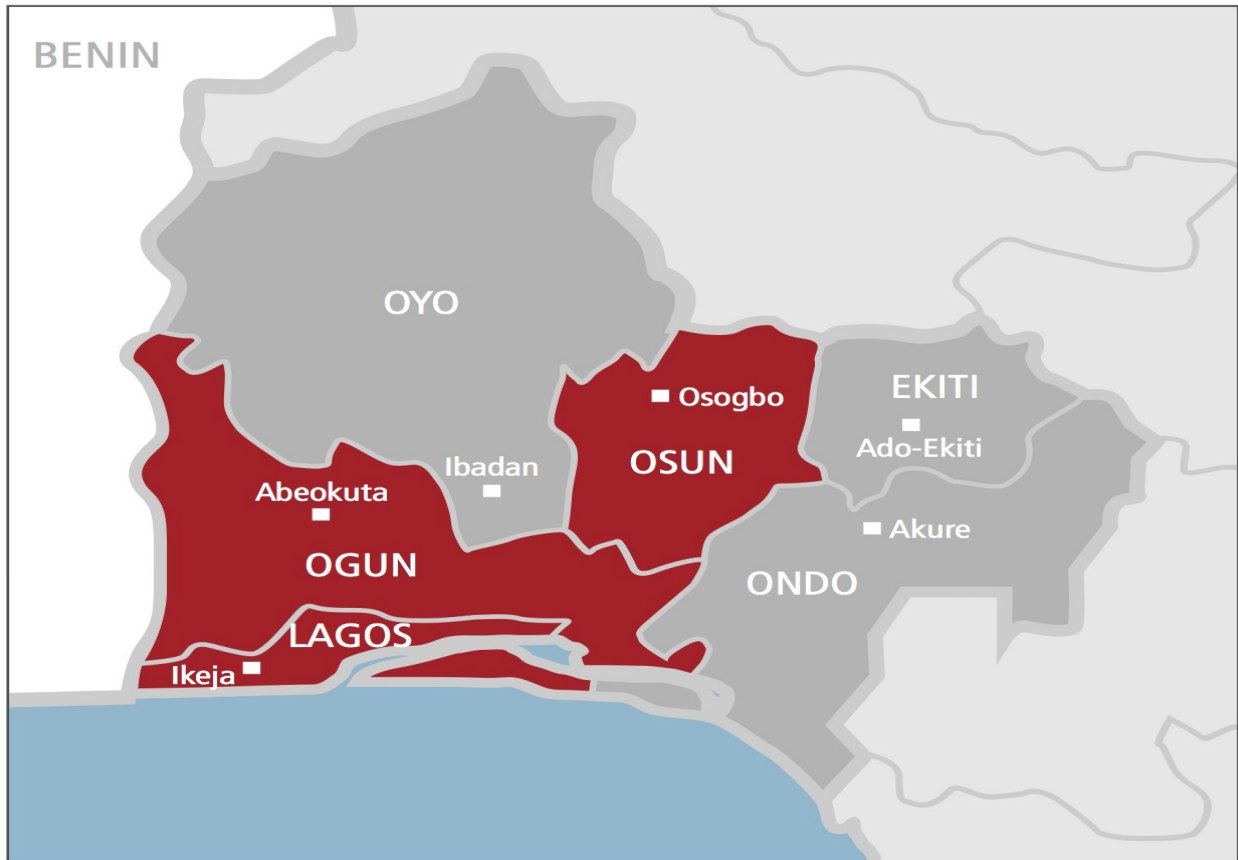 BENIN
OYO
EKITI
Osogbo
Ado-Ekiti
OSUN
Ibadan
Abeokuta
Akure
OGUN
ONDO
LAGOS
Ikeja